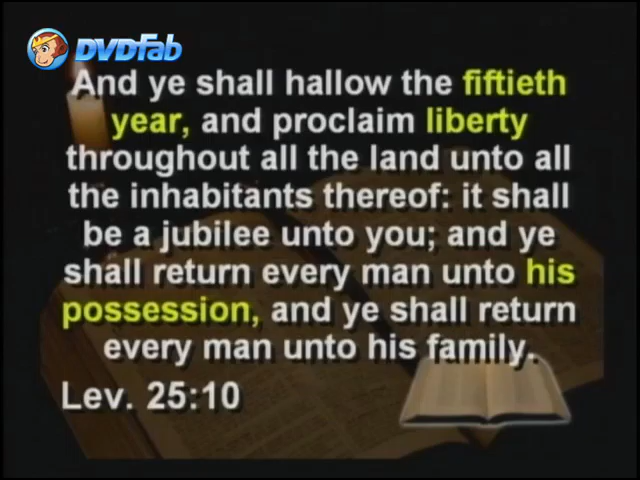 DVDFab
And ye shall hallow the fiftieth
year, and proclaim liberty
throughout all the land unto all
the inhabitants thereof: it shall
be a jubilee unto you; and ye
shall return every man unto his
possession, and ye shall return
every man unto his family.
Lev. 25:10